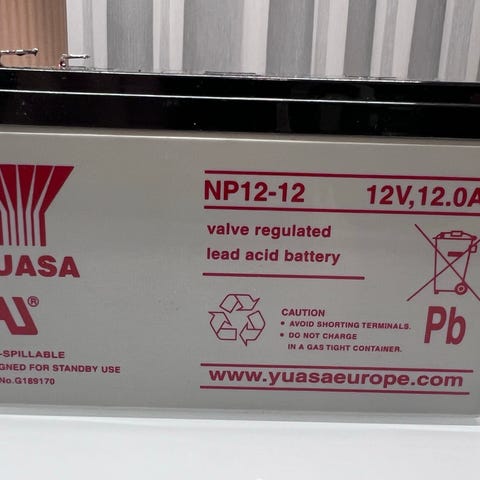 NP12-12 12V,12.0A
valve regulated
lead acid battery
YUASA
CAUTION
• AVOID SHORTING TERMINALS.
• DO NOT CHARGE
IN A GAS TIGHT CONTAINER.
Pb
®
-SPILLABLE
GNED FOR STANDBY USE
No.G189170
www.yuasaeurope.com